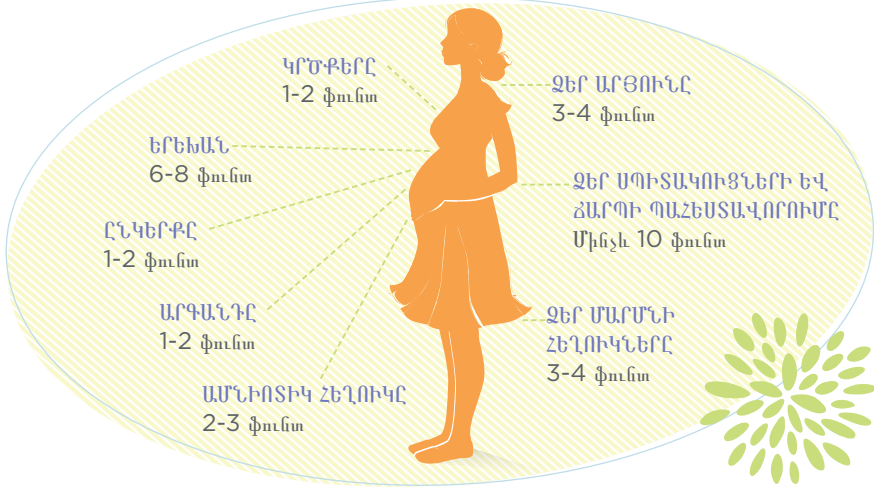 ԿՐԾՔԵՐԸ
1-2 ֆունտ
ԵՐԵԽԱՆ
6-8 ֆունտ
ԸՆԿԵՐՔԸ
1-2 ֆունտ
ԱՐԳԱՆԴԸ
1-2 ֆունտ
ԱՄՆԻՈՏԻԿ ՀԵՂՈՒԿԸ
2-3 ֆունտ
ՁԵՐ ԱՐՅՈՒՆԸ
3-4 ֆունտ
ՁԵՐ ՍՊԻՏԱԿՈՒՅՑՆԵՐԻ ԵՎ
ՃԱՐՊԻ ՊԱՀԵՍՏԱՎՈՐՈՒՄԸ
Մինչև 10 ֆունտ
ՁԵՐ ՄԱՐՄՆԻ
ՀԵՂՈՒԿՆԵՐԸ
3-4 ֆունտ